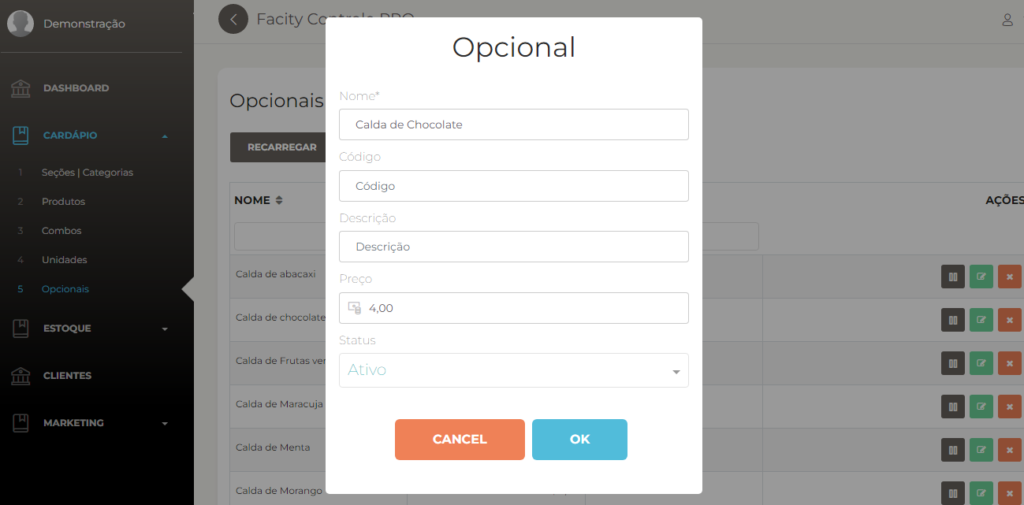 Demonstração
DASHBOARD
CARDÁPIO
1 Seções | Categorias
2 Produtos
3 Combos
4 Unidades
5 Opcionais
ESTOQUE
CLIENTES
MARKETING
Facity Controle PRO
Opcionais
RECARREGAR
NOME
AÇÕES
Calda de abacaxi
Calda de chocolate
Calda de Frutas ver
Calda de Maracuja
Calda de Menta
Calda de Morango
Opcional
Nome*
Calda de Chocolate
Código
Código
Descrição
Descrição
Preço
4,00
Status
Ativo
CANCEL
OK